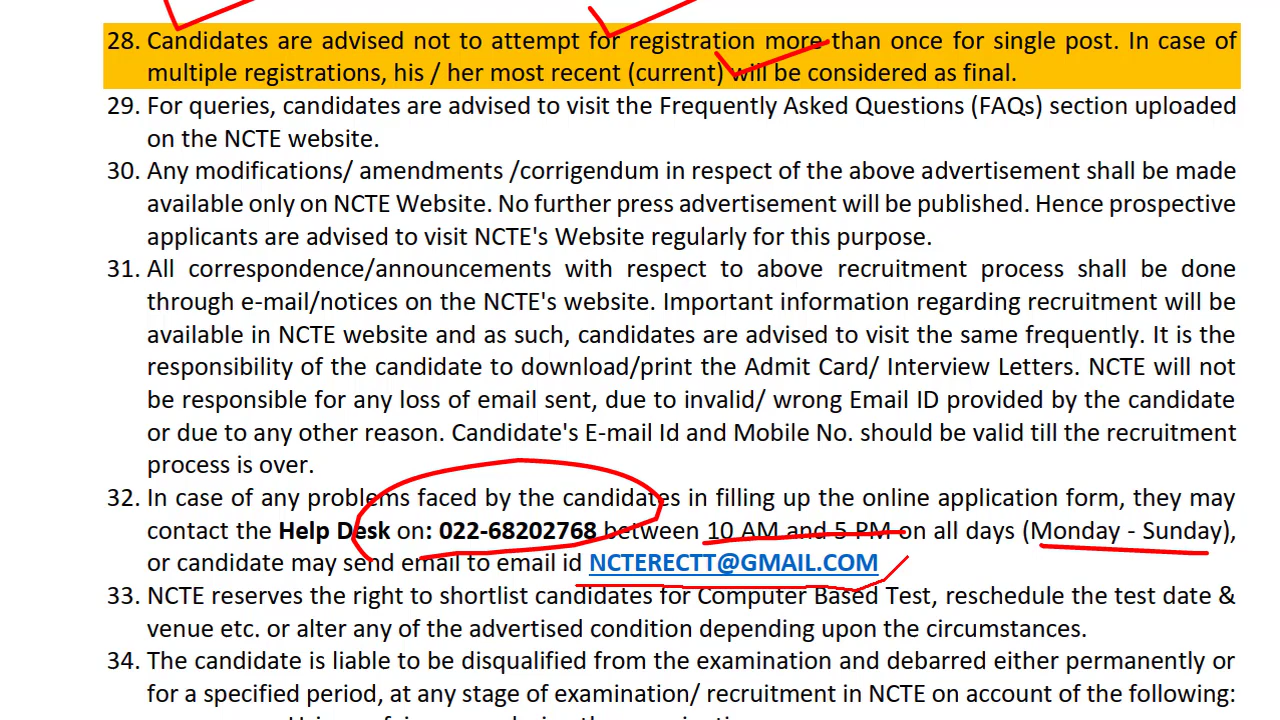 28. Candidates are advised not to attempt for registration more than once for single post. In case of
multiple registrations, his / her most recent (current) will be considered as final.
29. For queries, candidates are advised to visit the Frequently Asked Questions (FAQs) section uploaded
on the NCTE website.
30. Any modifications/ amendments /corrigendum in respect of the above advertisement shall be made
available only on NCTE Website. No further press advertisement will be published. Hence prospective
applicants are advised to visit NCTE's Website regularly for this purpose.
31. All correspondence/announcements with respect to above recruitment process shall be done
through e-mail/notices on the NCTE's website. Important information regarding recruitment will be
available in NCTE website and as such, candidates are advised to visit the same frequently. It is the
responsibility of the candidate to download/print the Admit Card/ Interview Letters. NCTE will not
be responsible for any loss of email sent, due to invalid/ wrong Email ID provided by the candidate
or due to any other reason. Candidate's E-mail Id and Mobile No. should be valid till the recruitment
process is over.
32. In case of any problems faced by the candidates in filling up the online application form, they may
contact the Help Desk on: 022-68202768 between 10 AM and 5 PM on all days (Monday - Sunday),
or candidate may send email to email id NCTERECTT@GMAIL.COM
33. NCTE reserves the right to shortlist candidates for Computer Based Test, reschedule the test date &
venue etc. or alter any of the advertised condition depending upon the circumstances.
34. The candidate is liable to be disqualified from the examination and debarred either permanently or
for a specified period, at any stage of examination/ recruitment in NCTE on account of the following: